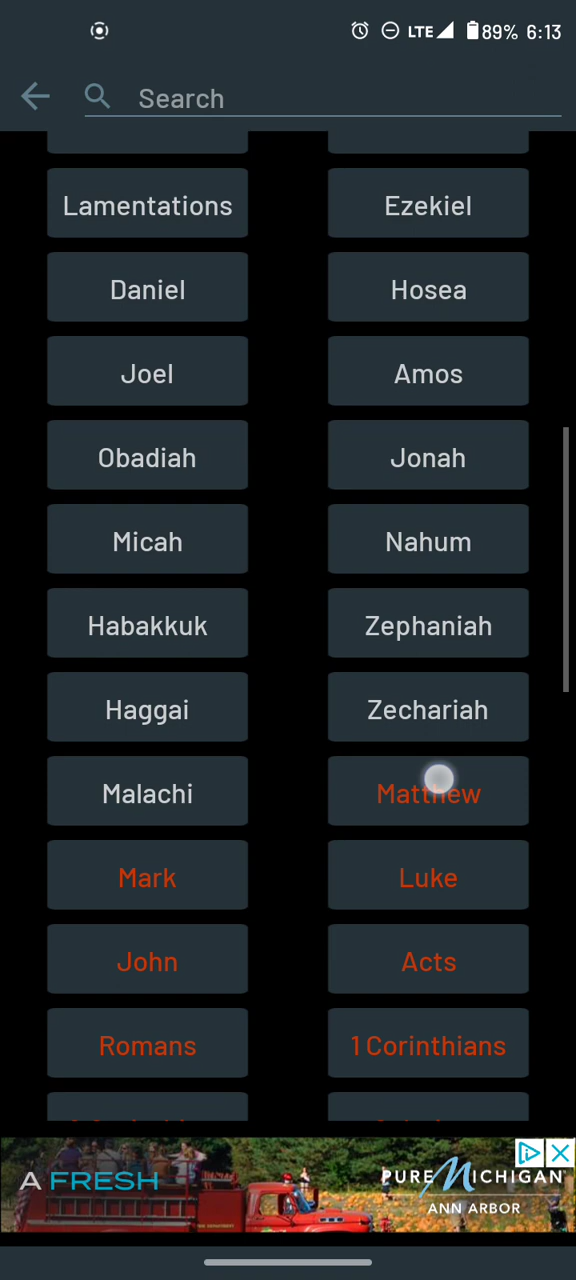 LTE 89% 6:13
Search
Lamentations Ezekiel
Daniel Hosea
Joel Amos
Obadiah Jonah
Micah Nahum
Habakkuk Zephaniah
Haggai Zechariah
Malachi Matthew
Mark Luke
John Acts
Romans 1 Corinthians
A FRESH
PURE MICHIGAN
ANN ARBOR